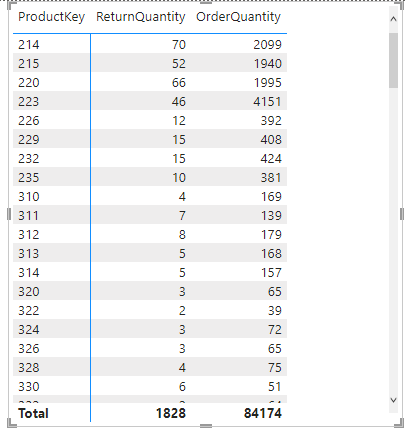 ProductKey ReturnQuantity OrderQuantity
214 70 2099
215 52 1940
220 66 1995
223 46 4151
226 12 392
229 15 408
232 15 424
235 10 381
310 4 169
311 7 139
312 8 179
313 5 168
314 5 157
320 3 65
322 2 39
324 3 72
326 3 65
328 4 75
330 6 51
Total 1828 84174